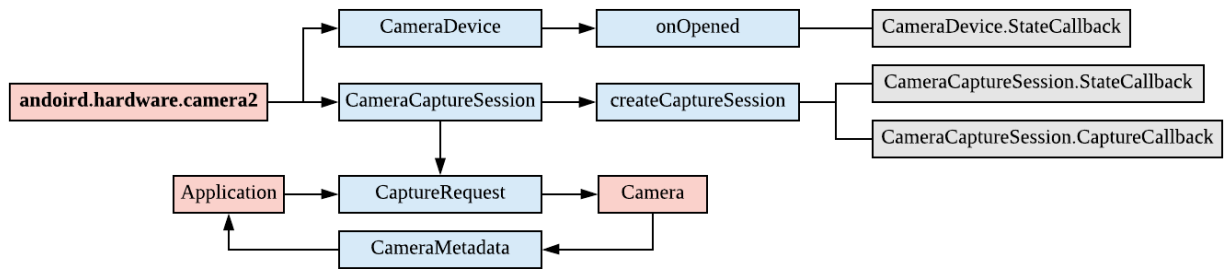 CameraDevice
onOpened
CameraDevice.StateCallback
andoird.hardware.camera2
CameraCaptureSession
createCaptureSession
CameraCaptureSession.StateCallback
CameraCaptureSession.CaptureCallback
Application
CaptureRequest
Camera
CameraMetadata